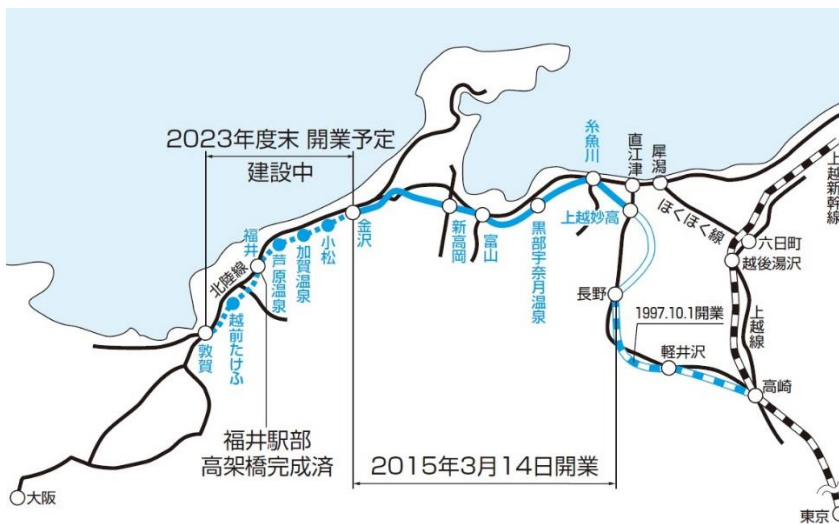 2023年度末 開業予定
建設中
糸魚川
直江津
犀潟
上越新幹線
ほくほく線
六日町
越後湯沢
上越妙高
黒部宇奈月温泉
富山
新高岡
金沢
小松
加賀温泉
芦原温泉
福井
北陸線
越前たけふ
敦賀
長野
1997.10.1開業
軽井沢
上越線
高崎
福井駅部
高架橋完成済
2015年3月14日開業
大阪
東京